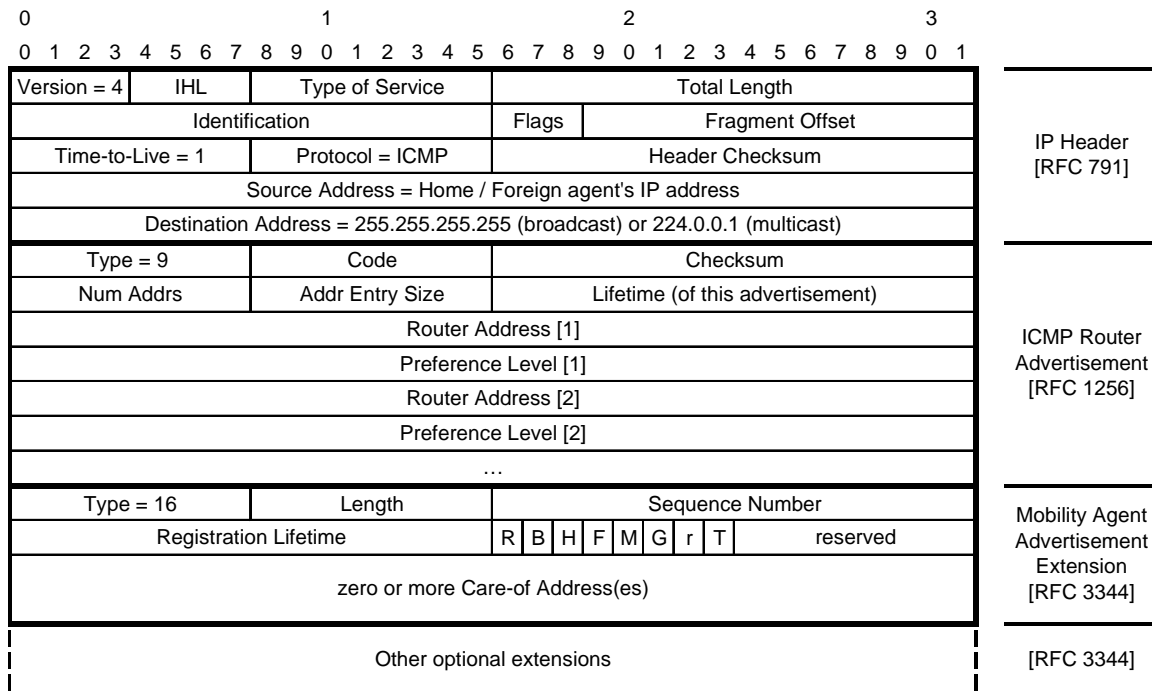 0 1 2 3
0 1 2 3 4 5 6 7 8 9 0 1 2 3 4 5 6 7 8 9 0 1 2 3 4 5 6 7 8 9 0 1
Version = 4 IHL Type of Service Total Length
Identification Flags Fragment Offset
Time-to-Live = 1 Protocol = ICMP Header Checksum
Source Address = Home / Foreign agent's IP address
Destination Address = 255.255.255.255 (broadcast) or 224.0.0.1 (multicast)
IP Header
[RFC 791]
Type = 9 Code Checksum
Num Addrs Addr Entry Size Lifetime (of this advertisement)
Router Address [1]
Preference Level [1]
Router Address [2]
Preference Level [2]
…
ICMP Router
Advertisement
[RFC 1256]
Type = 16 Length Sequence Number
Registration Lifetime R B H F M G r T reserved
zero or more Care-of Address(es)
Mobility Agent
Advertisement
Extension
[RFC 3344]
Other optional extensions
[RFC 3344]